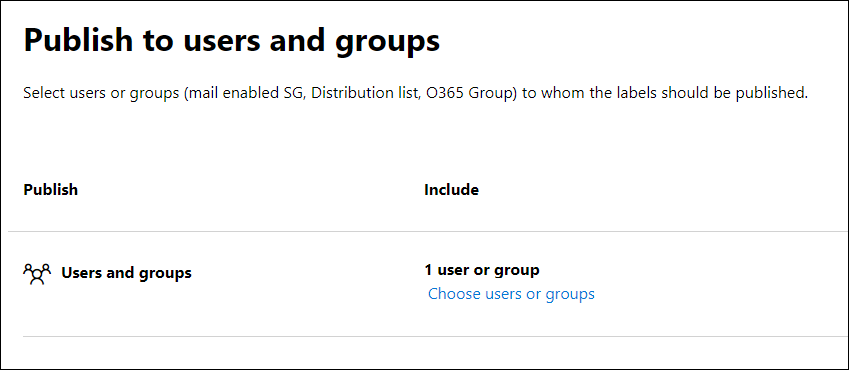 Publish to users and groups
Select users or groups (mail enabled SG, Distribution list, O365 Group) to whom the labels should be published.
Publish Include
Users and groups 1 user or group
Choose users or groups